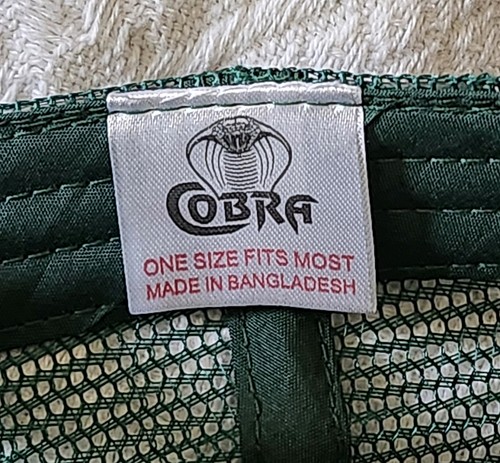 COBRA
ONE SIZE FITS MOST
MADE IN BANGLADESH